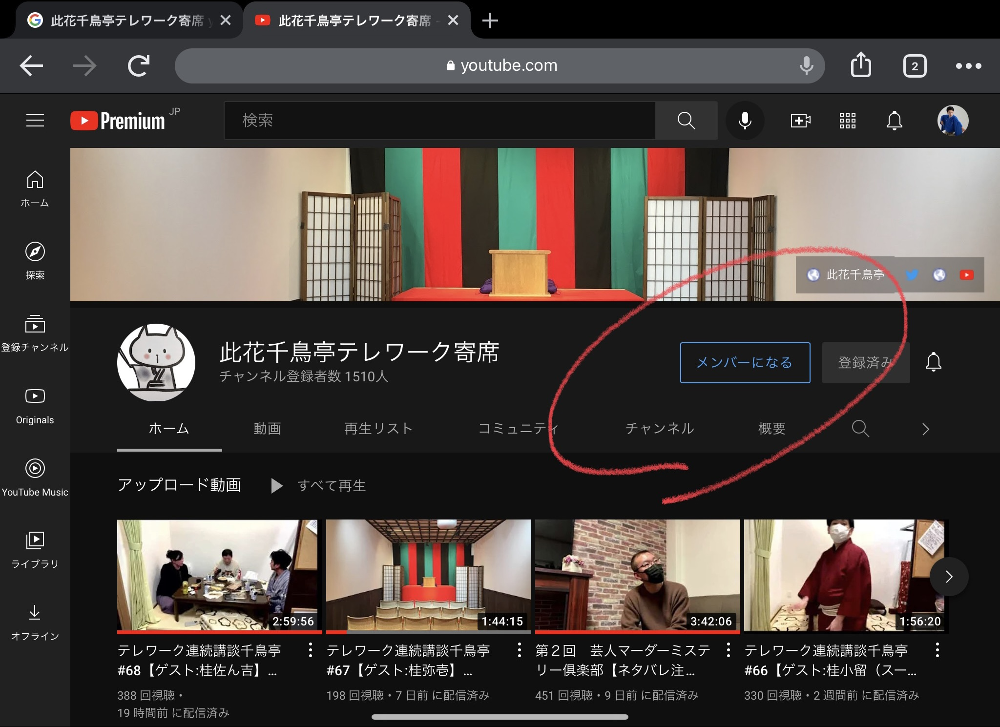 此花千鳥亭テレワーク寄席
此花千鳥亭テレワーク寄席 -
youtube.com
2
Premium JP
検索
ホーム
探索
登録チャンネル
Originals
YouTube Music
ライブラリ
オフライン
此花千鳥亭
此花千鳥亭テレワーク寄席
チャンネル登録者数 1510人
メンバーになる
登録済み
ホーム 動画 再生リスト コミュニティ チャンネル 概要
アップロード動画 すべて再生
2:59:56
テレワーク連続講談千鳥亭
#68【ゲスト:桂佐ん吉】...
388 回視聴・
19 時間前 に配信済み
1:44:15
テレワーク連続講談千鳥亭
#67【ゲスト:桂弥壱】...
198 回視聴・7 日前 に配信済み
3:42:06
第２回　芸人マーダーミステ
リー倶楽部【ネタバレ注...
451 回視聴・9 日前 に配信済み
1:56:20
テレワーク連続講談千鳥亭
#66【ゲスト:桂小留（スー...
330 回視聴・2 週間前 に配信済み